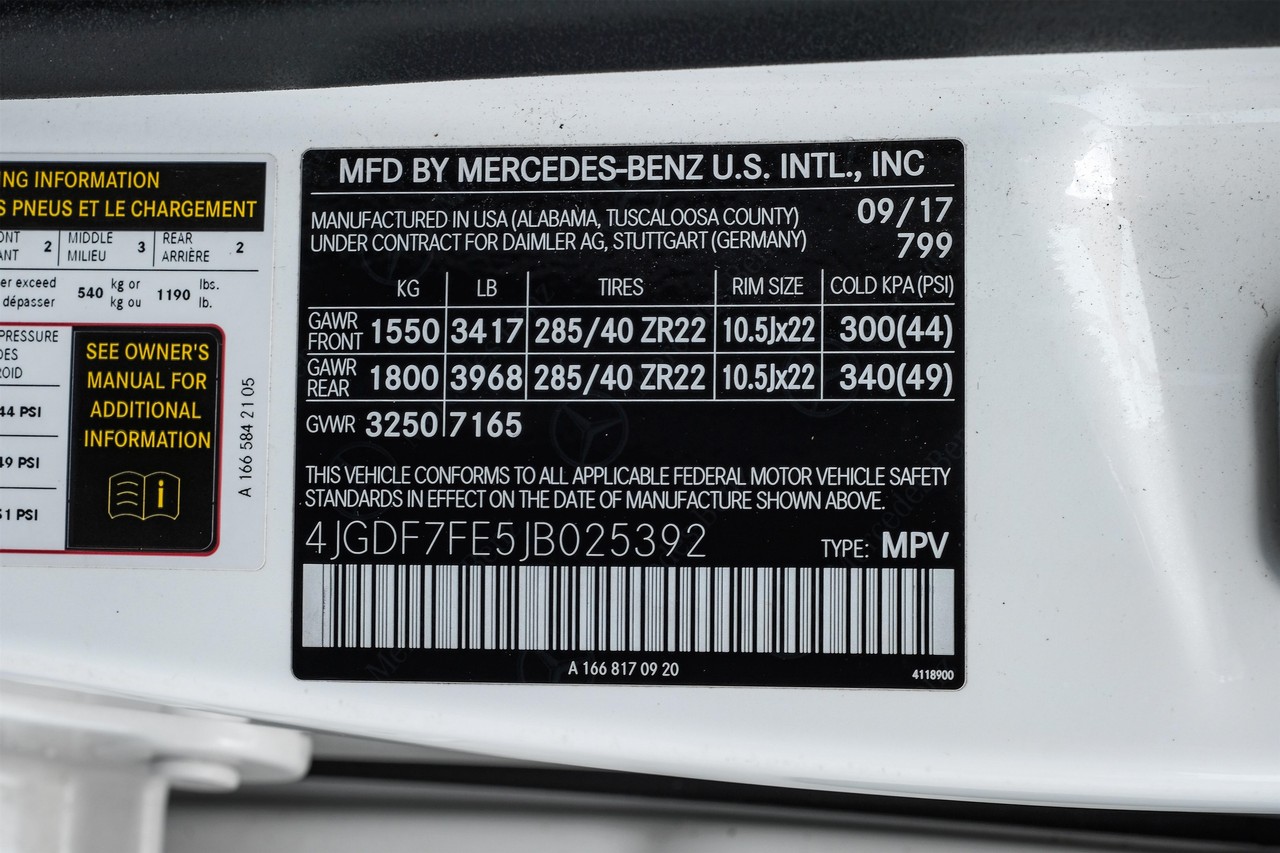 ING INFORMATION
S PNEUS ET LE CHARGEMENT
2 MIDDLE MILIEU 3 REAR ARRIÈRE 2
er exceed 540 kg or 1190 lbs.
dépasser kg ou lb.
PRESSURE
DES
ROID
44 PSI
49 PSI
51 PSI
SEE OWNER'S
MANUAL FOR
ADDITIONAL
INFORMATION
A 166 584 21 05
MFD BY MERCEDES-BENZ U.S. INTL., INC
MANUFACTURED IN USA (ALABAMA, TUSCALOOSA COUNTY) 09/17
UNDER CONTRACT FOR DAIMLER AG, STUTTGART (GERMANY) 799
KG LB TIRES RIM SIZE COLD KPA (PSI)
GAWR FRONT 1550 3417 285/40 ZR22 10.5Jx22 300(44)
GAWR REAR 1800 3968 285/40 ZR22 10.5Jx22 340(49)
GVWR 3250 7165
THIS VEHICLE CONFORMS TO ALL APPLICABLE FEDERAL MOTOR VEHICLE SAFETY
STANDARDS IN EFFECT ON THE DATE OF MANUFACTURE SHOWN ABOVE.
4JGDF7FE5JB025392 TYPE: MPV
A 166 817 09 20
4118900